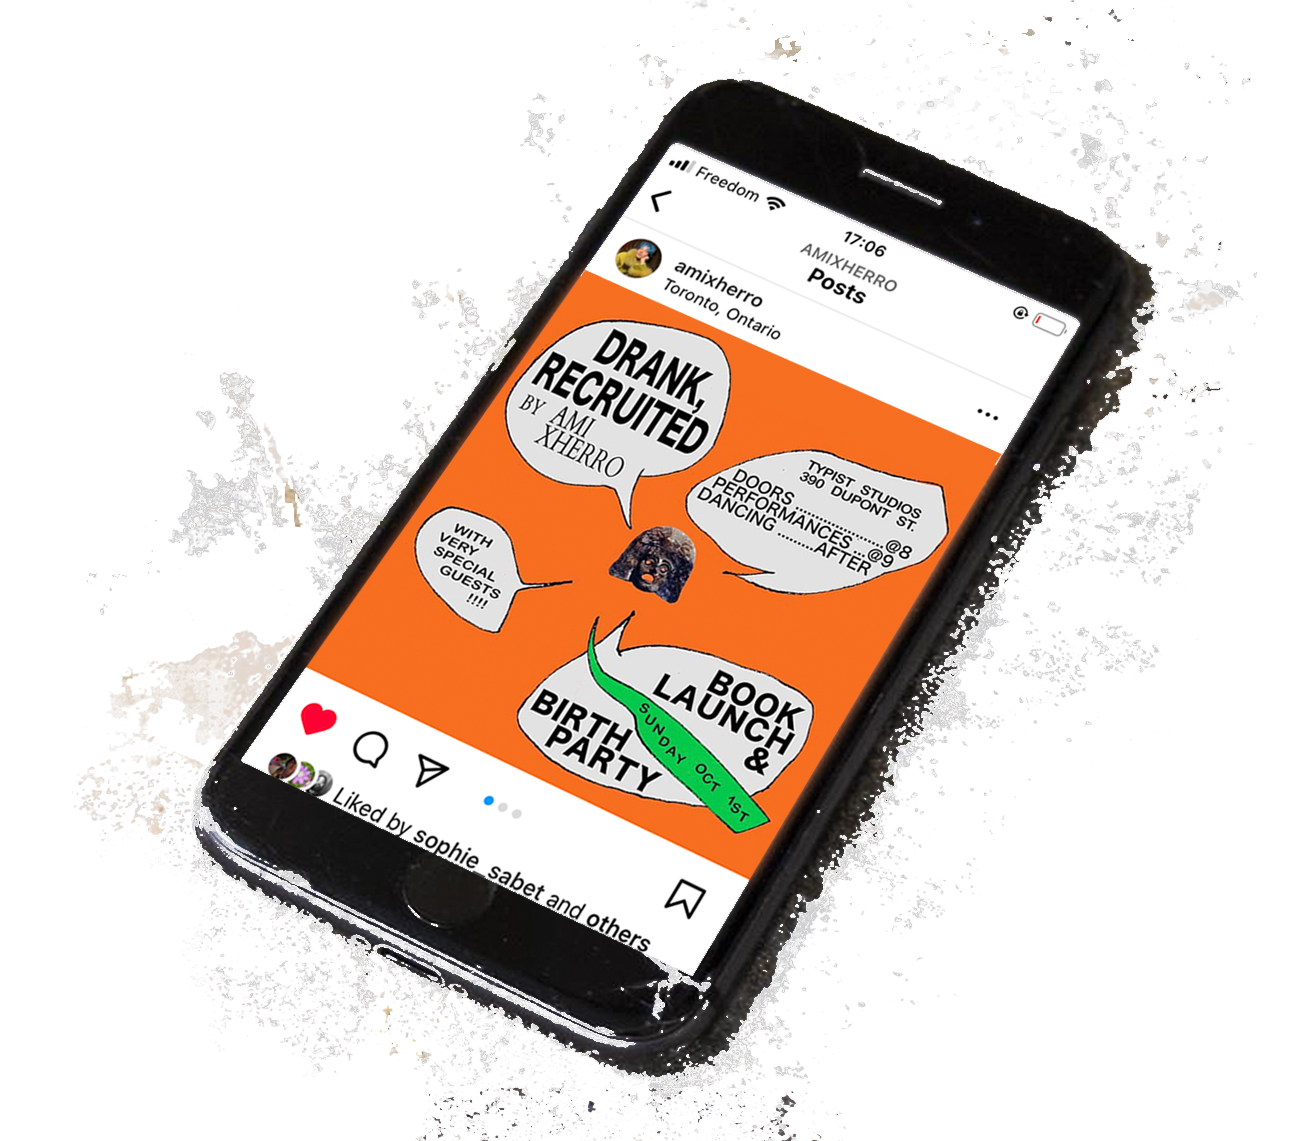 Freedom
17:06
AMIXHERRO
Posts
amixherro
Toronto, Ontario
DRANK,
RECRUITED
BY AMI
XHERRO
TYPIST STUDIOS
390 DUPONT ST.
DOORS ..................... @8
PERFORMANCES...@9
DANCING .........AFTER
WITH
VERY
SPECIAL
GUESTS
!!!!
BOOK
LAUNCH
&
BIRTH
PARTY
SUNDAY OCT 1ST
Liked by sophie_sabet and others